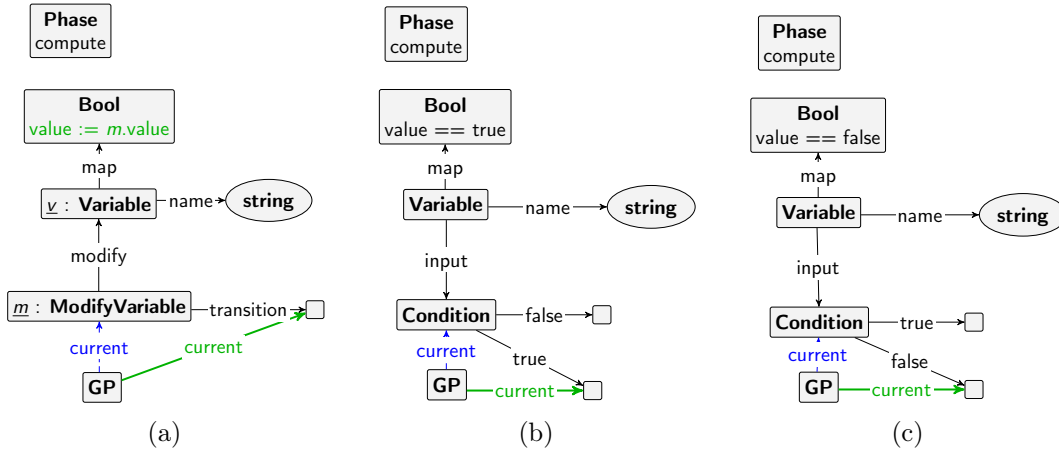 Phase
compute
Bool
value := m.value
map
v : Variable
name
string
modify
m : ModifyVariable
transition
current
current
GP
(a)
Phase
compute
Bool
value == true
map
Variable
name
string
input
Condition
false
true
current
GP
current
(b)
Phase
compute
Bool
value == false
map
Variable
name
string
input
Condition
true
false
current
GP
current
(c)